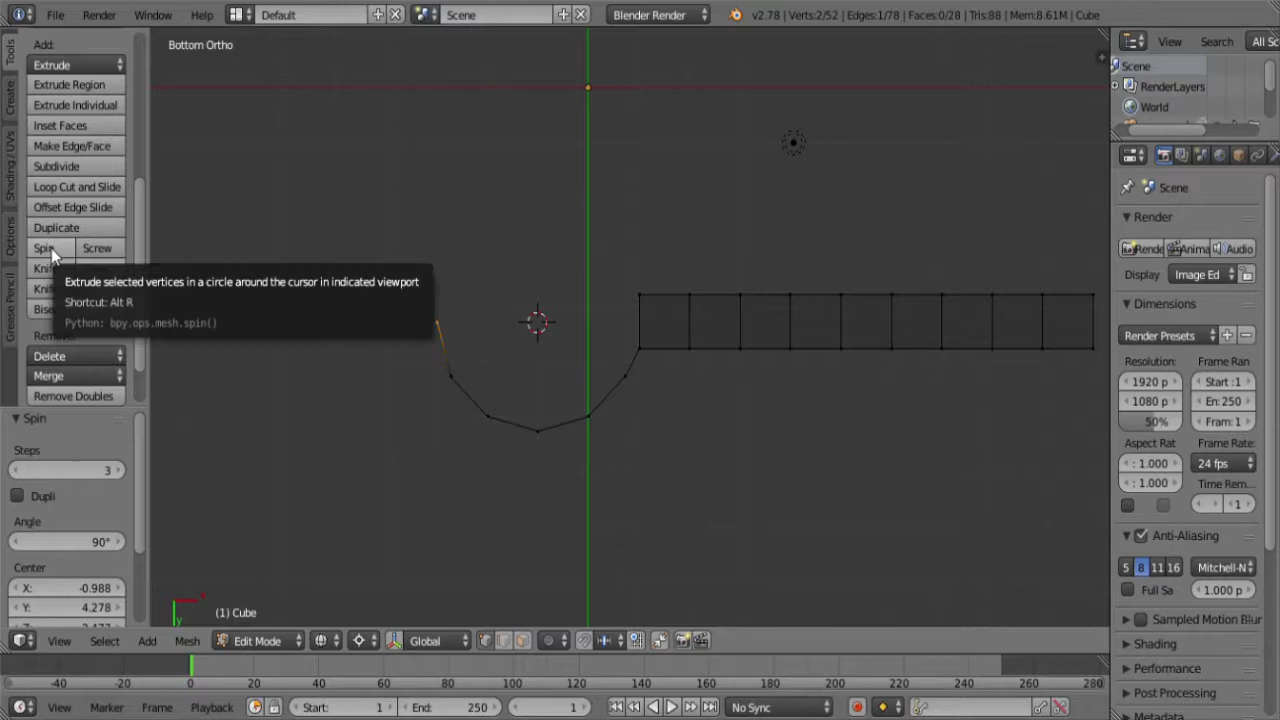 File Render Window Help Default Scene Blender Render v2.78 | Verts:2/52 | Edges:1/78 | Faces:0/28 | Tris:88 | Mem:8.61M | Cube
Tools
Create
Shading / UVs
Options
Grease Pencil
Add:
Extrude
Extrude Region
Extrude Individual
Inset Faces
Make Edge/Face
Subdivide
Loop Cut and Slide
Offset Edge Slide
Duplicate
Spin Screw
Knif
Knif
Bise
Extrude selected vertices in a circle around the cursor in indicated viewport
Shortcut: Alt R
Python: bpy.ops.mesh.spin()
Delete
Merge
Remove Doubles
Spin
Steps
3
Dupli
Angle
90°
Center
X: -0.988
Y: 4.278
Bottom Ortho
y
(1) Cube
View Select Add Mesh Edit Mode Global
View Search All Sc
Scene
RenderLayers
World
Scene
Render
Rende Anima Audio
Display Image Ed
Dimensions
Render Presets
Resolution: Frame Ran
1920 p Start :1
1080 p En: 250
50% Fram: 1
Aspect Rat Frame Rate:
: 1.000 24 fps
: 1.000 Time Rem...
1
Anti-Aliasing
5 8 11 16 Mitchell-N
Full Sa 1.000 p
Sampled Motion Blur
Shading
Performance
Post Processing
Metadata
-40 -20 0 20 40 60 80 100 120 140 160 180 200 220 240 260 280
View Marker Frame Playback Start: 1 End: 250 1 No Sync